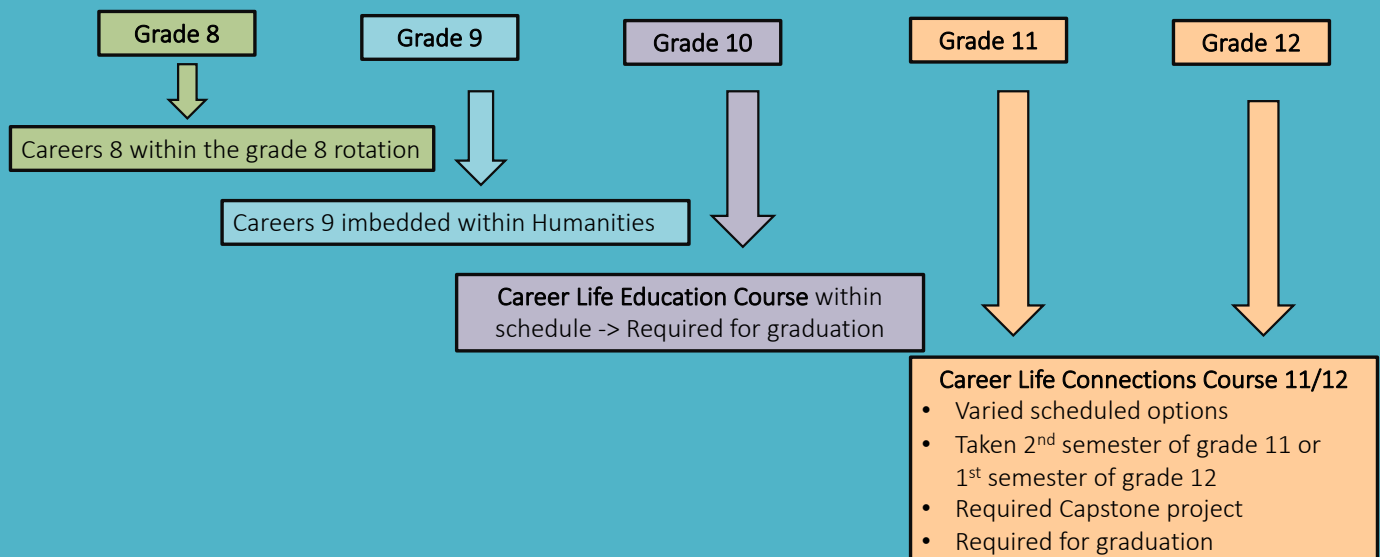 Grade 8
Grade 9
Grade 10
Grade 11
Grade 12
Careers 8 within the grade 8 rotation
Careers 9 imbedded within Humanities
Career Life Education Course within
schedule -> Required for graduation
Career Life Connections Course 11/12
• Varied scheduled options
• Taken 2nd semester of grade 11 or
1st semester of grade 12
• Required Capstone project
• Required for graduation